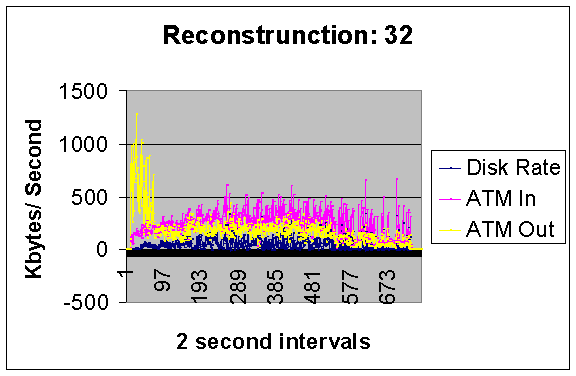 Reconstrunction: 32
Kbytes/ Second
1500
1000
500
0
-500
1
97
193
289
385
481
577
673
2 second intervals
Disk Rate
ATM In
ATM Out